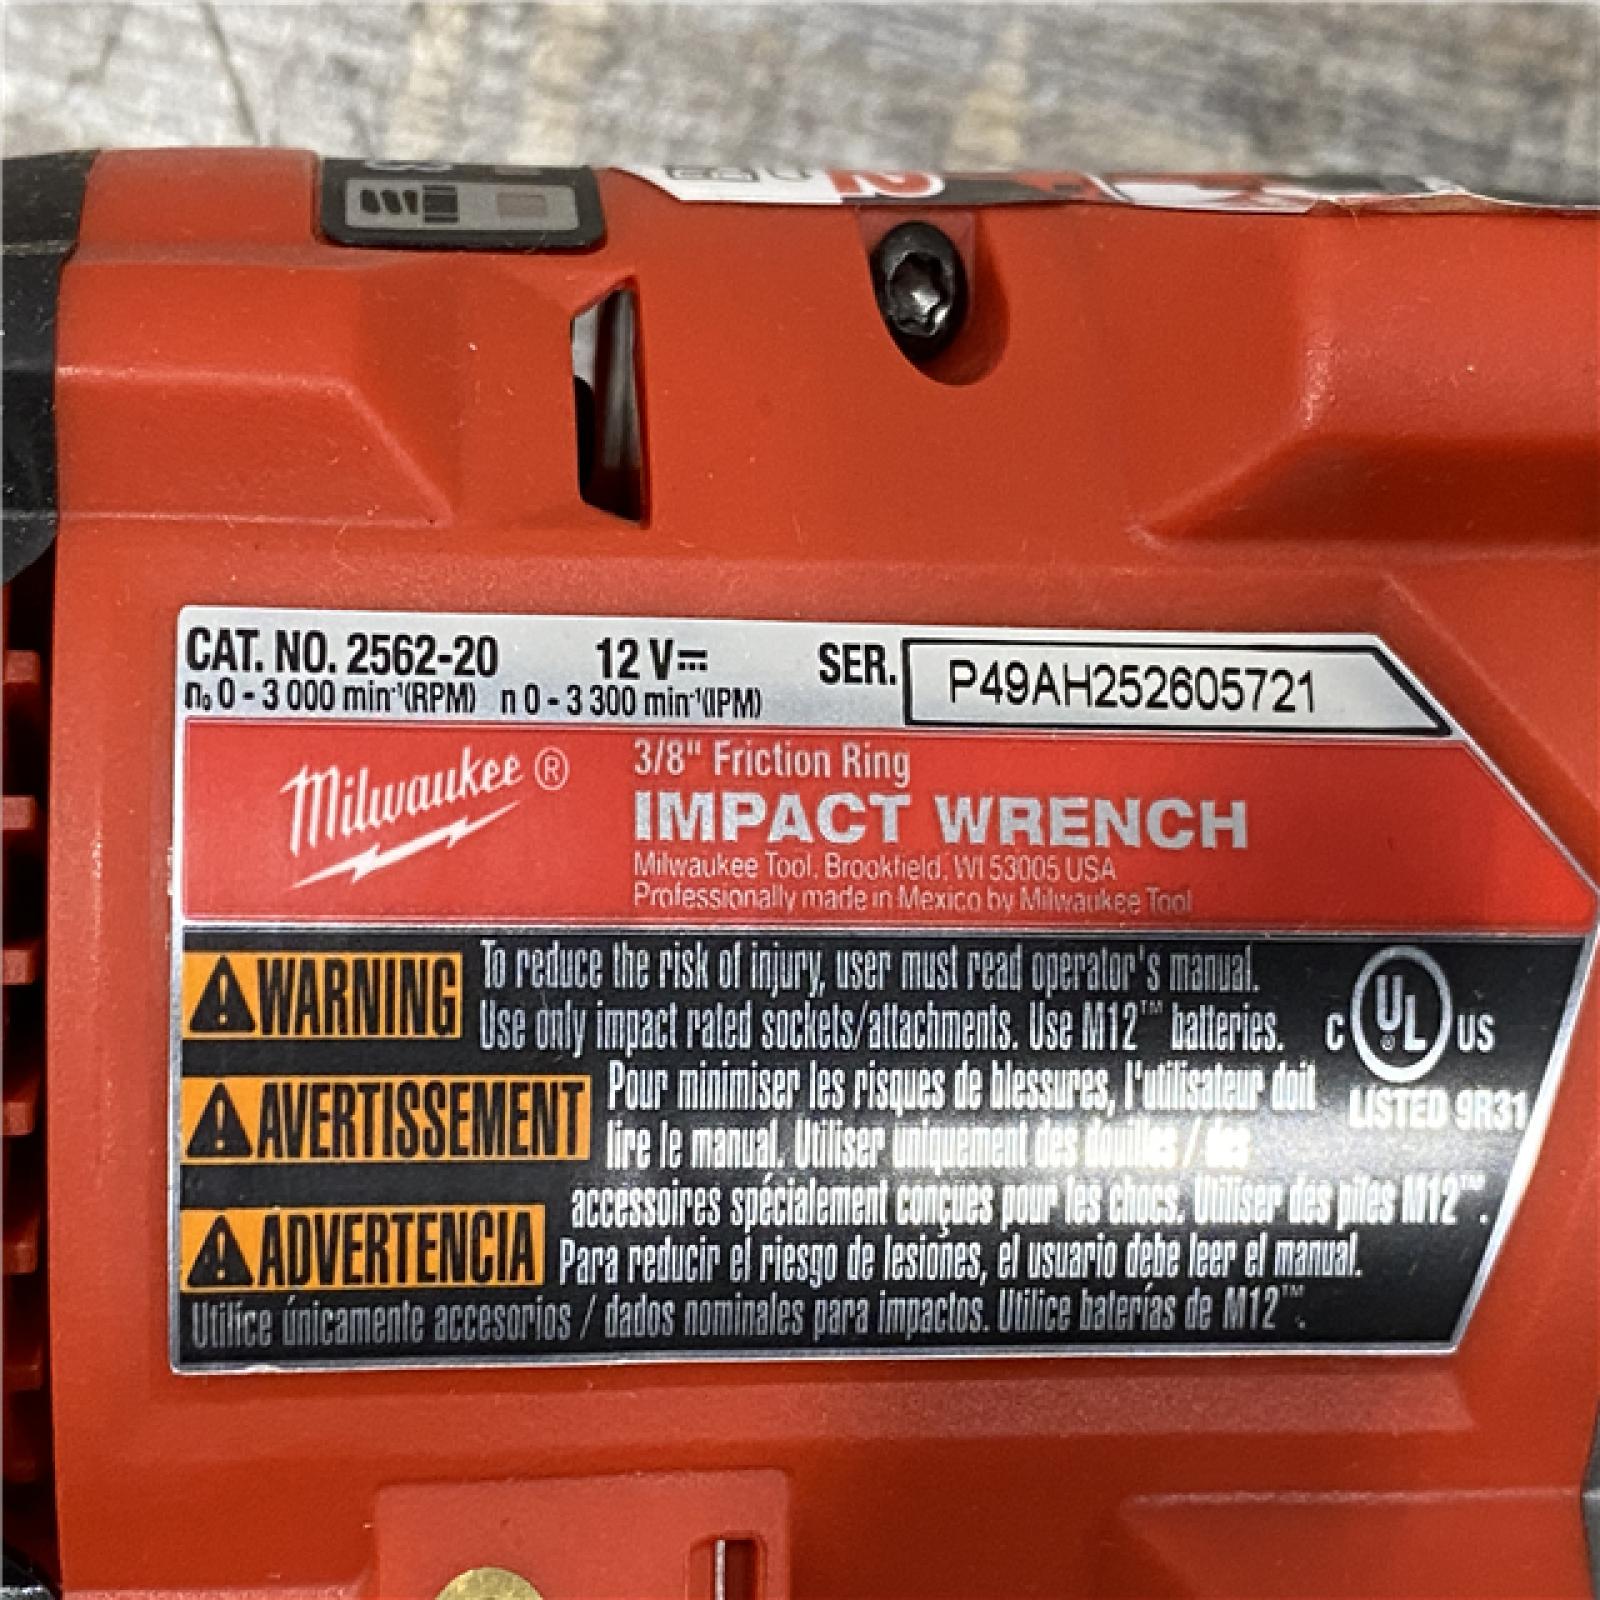 CAT. NO. 2562-20 12 V⎓ SER. P49AH252605721
n₀ 0 - 3 000 min⁻¹(RPM) n 0 - 3 300 min⁻¹(IPM)
Milwaukee®
3/8" Friction Ring
IMPACT WRENCH
Milwaukee Tool, Brookfield, WI 53005 USA
Professionally made in Mexico by Milwaukee Tool
WARNING To reduce the risk of injury, user must read operator's manual.
Use only impact rated sockets/attachments. Use M12™ batteries.
C UL® US
LISTED 9R31
AVERTISSEMENT Pour minimiser les risques de blessures, l'utilisateur doit
lire le manual. Utiliser uniquement des douilles / des
accessoires spécialement conçues pour les chocs. Utiliser des piles M12™.
ADVERTENCIA Para reducir el riesgo de lesiones, el usuario debe leer el manual.
Utilice únicamente accesorios / dados nominales para impactos. Utilice baterías de M12™.